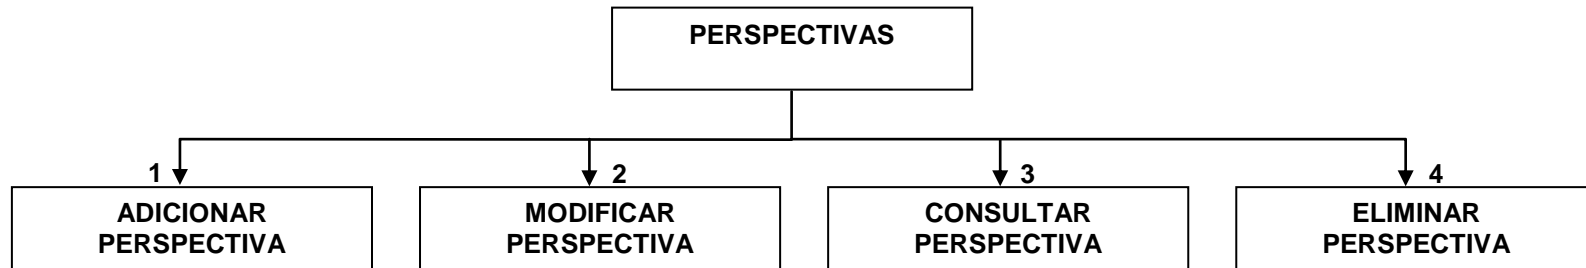 PERSPECTIVAS
1
2
3
4
ADICIONAR
PERSPECTIVA
MODIFICAR
PERSPECTIVA
CONSULTAR
PERSPECTIVA
ELIMINAR
PERSPECTIVA